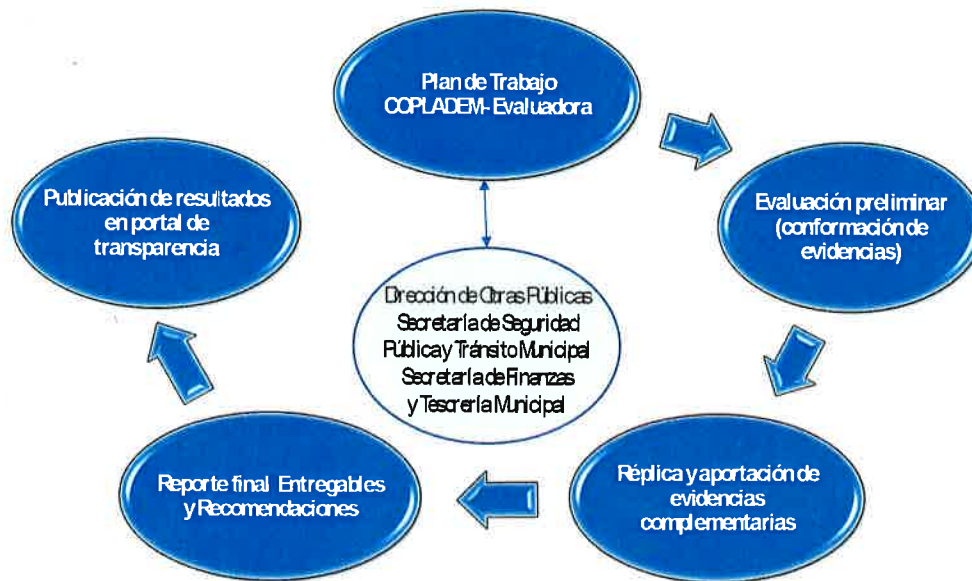 Plan de Trabajo
COPLADEM- Evaluadora
Evaluación preliminar
(conformación de
evidencias)
Réplica y aportación de
evidencias
complementarias
Reporte final Entregables
y Recomendaciones
Publicación de resultados
en portal de
transparencia
Dirección de Obras Públicas
Secretaría de Seguridad
Pública y Tránsito Municipal
Secretaría de Finanzas
y Tesorería Municipal